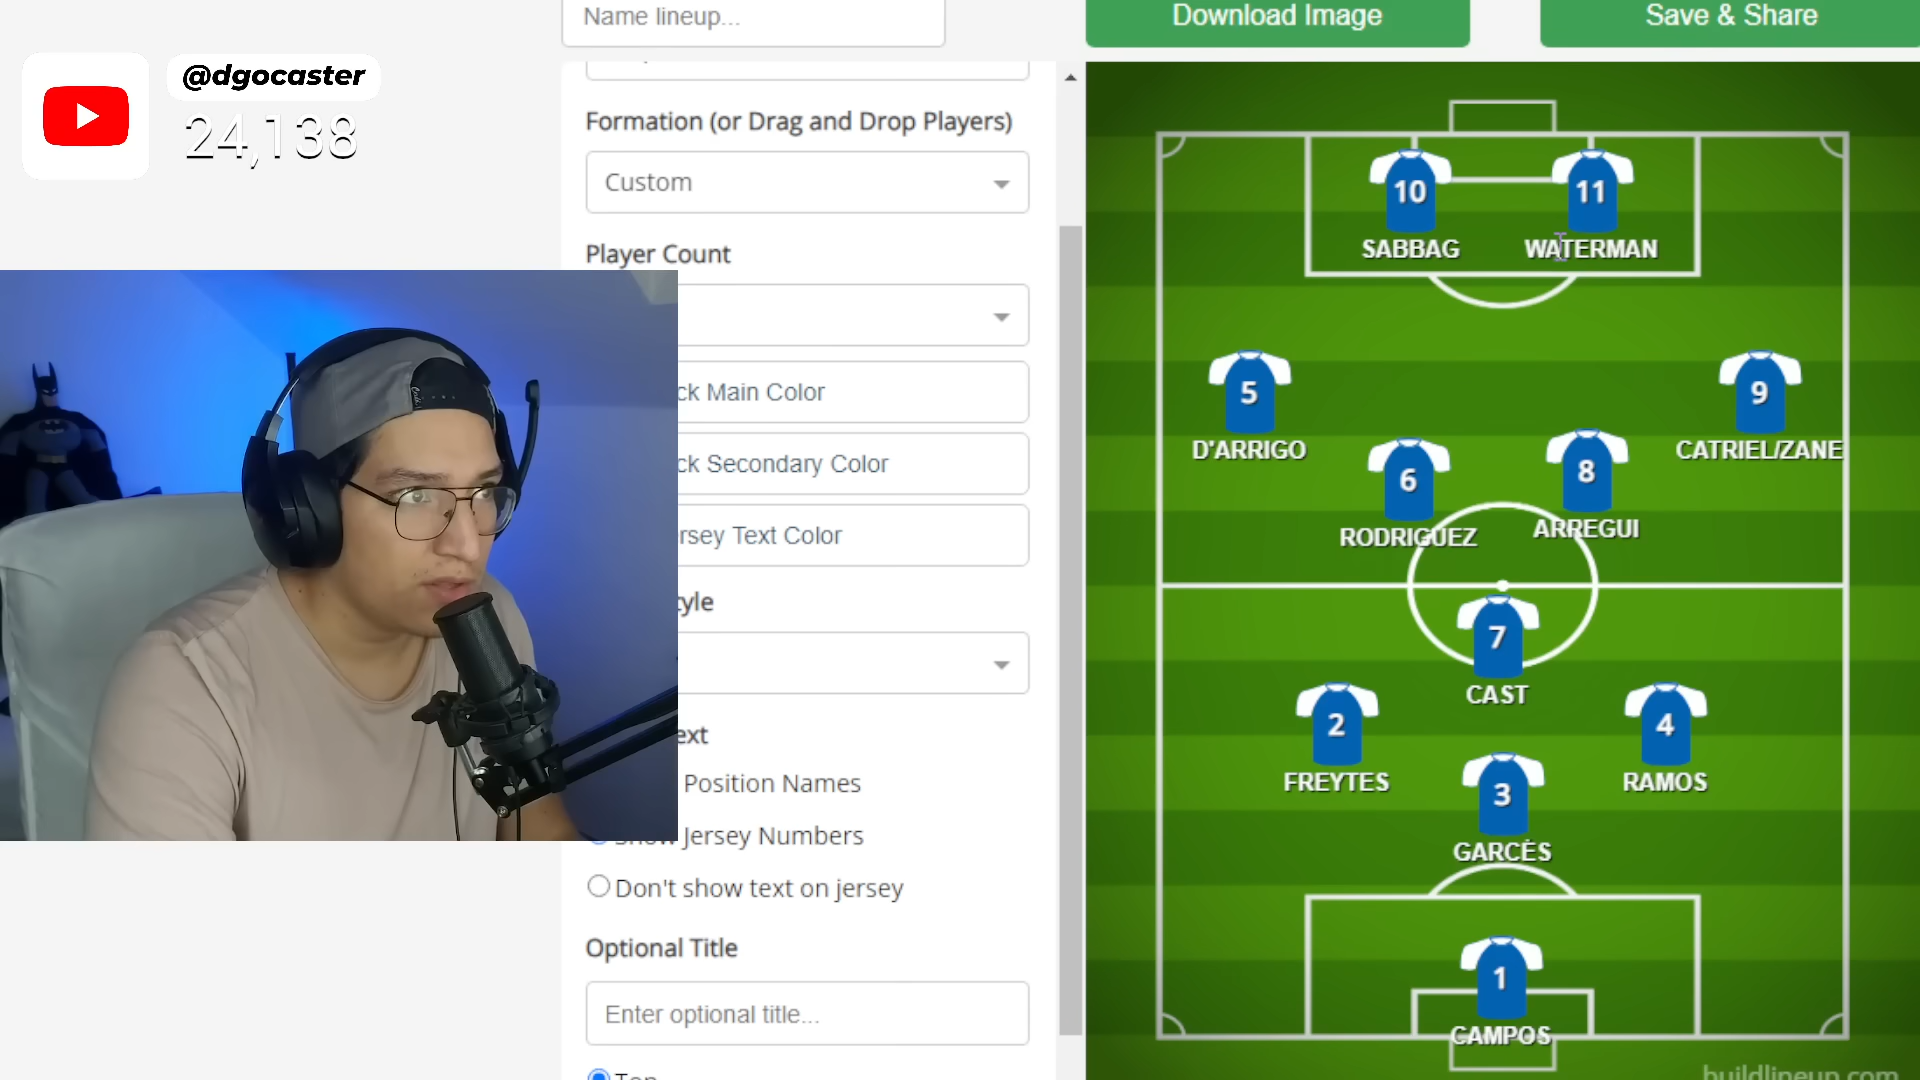 Name lineup...
Download Image
Save & Share
@dgocaster
24,138
Formation (or Drag and Drop Players)
Custom
Player Count
ck Main Color
ck Secondary Color
rsey Text Color
tyle
ext
Position Names
Show Jersey Numbers
Don't show text on jersey
Optional Title
Enter optional title...
Top
10
11
SABBAG
WATERMAN
5
9
D'ARRIGO
CATRIEL/ZANE
6
8
RODRIGUEZ
ARREGUI
7
CAST
2
4
FREYTES
RAMOS
3
GARCÉS
1
CAMPOS
buildlineup.com